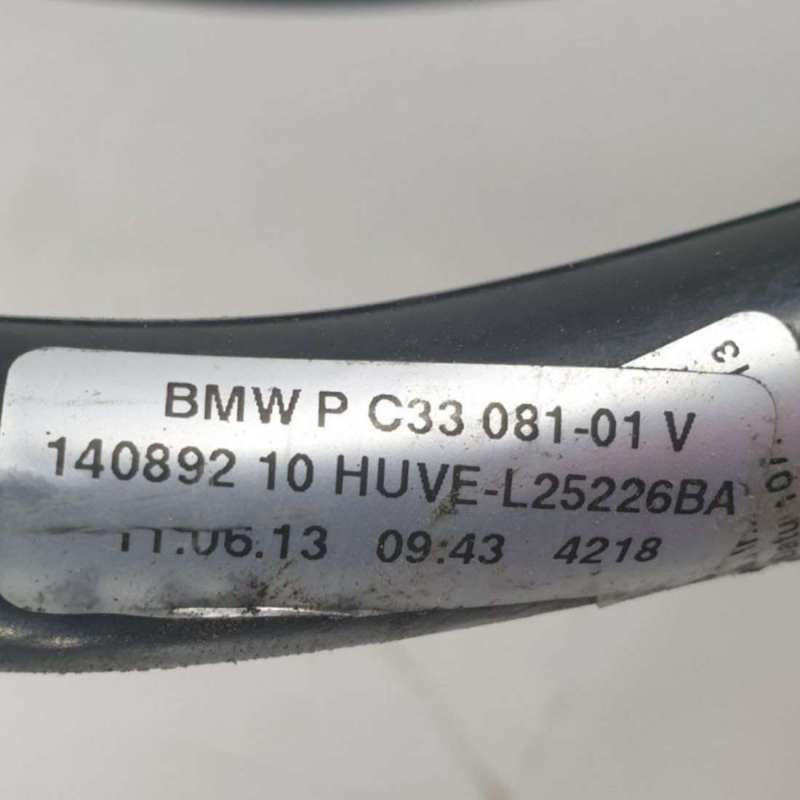 BMW P C33 081-01 V
140892 10 HUVE-L25226BA
11.06.13 09:43 4218